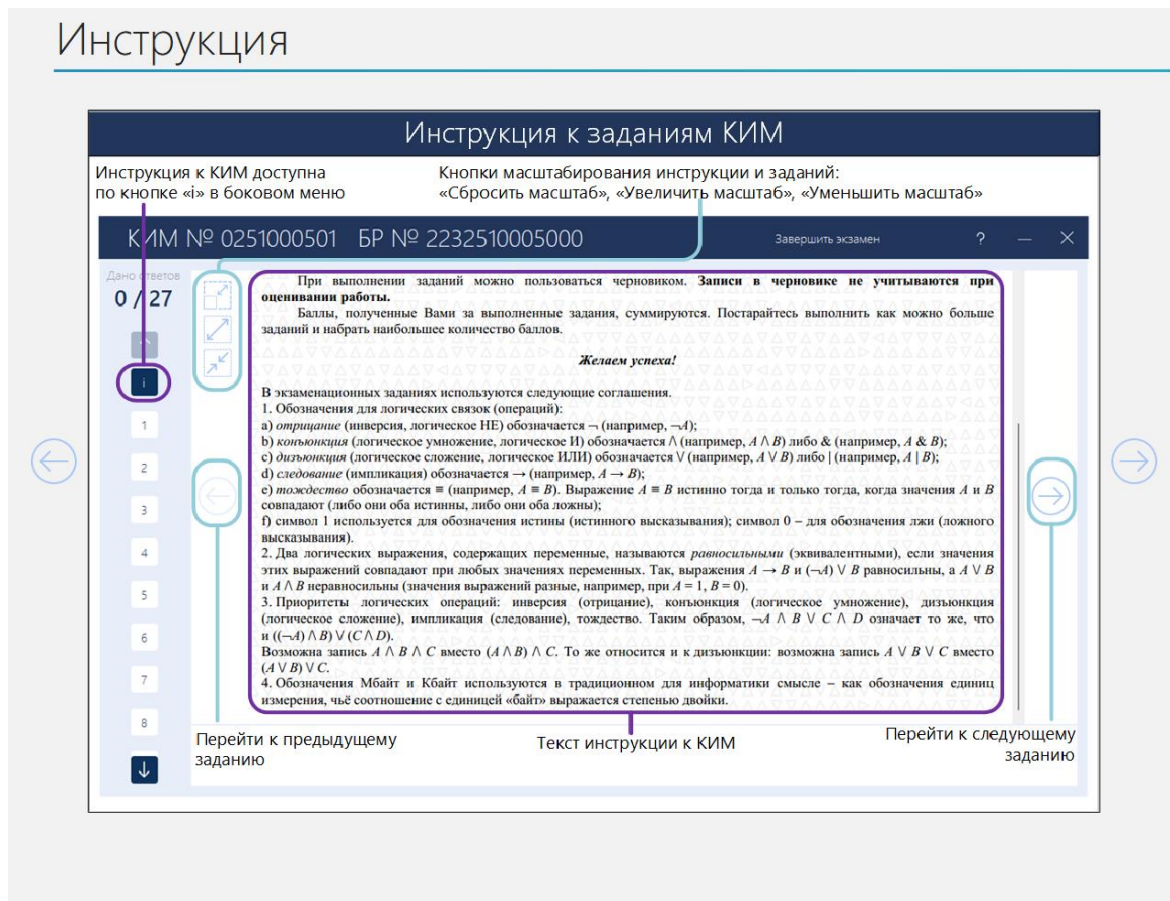 Инструкция
Инструкция к заданиям КИМ
Инструкция к КИМ доступна
по кнопке «i» в боковом меню
Кнопки масштабирования инструкции и заданий:
«Сбросить масштаб», «Увеличить масштаб», «Уменьшить масштаб»
КИМ № 0251000501 БР № 2232510005000
Завершить экзамен
?
Дано ответов
0 / 27
i
1
2
3
4
5
6
7
8
При выполнении заданий можно пользоваться черновиком. Записи в черновике не учитываются при
оценивании работы.
Баллы, полученные Вами за выполненные задания, суммируются. Постарайтесь выполнить как можно больше
заданий и набрать наибольшее количество баллов.
Желаем успеха!
В экзаменационных заданиях используются следующие соглашения.
1. Обозначения для логических связок (операций):
a) отрицание (инверсия, логическое НЕ) обозначается ¬ (например, ¬A);
b) конъюнкция (логическое умножение, логическое И) обозначается /\ (например, A /\ B) либо & (например, A & B);
c) дизъюнкция (логическое сложение, логическое ИЛИ) обозначается \/ (например, A \/ B) либо | (например, A | B);
d) следование (импликация) обозначается → (например, A → B);
e) тождество обозначается ≡ (например, A ≡ B). Выражение A ≡ B истинно тогда и только тогда, когда значения A и B
совпадают (либо они оба истинны, либо они оба ложны);
f) символ 1 используется для обозначения истины (истинного высказывания); символ 0 – для обозначения лжи (ложного
высказывания).
2. Два логических выражения, содержащих переменные, называются равносильными (эквивалентными), если значения
этих выражений совпадают при любых значениях переменных. Так, выражения A → B и (¬A) \/ B равносильны, а A \/ B
и A /\ B неравносильны (значения выражений разные, например, при A = 1, B = 0).
3. Приоритеты логических операций: инверсия (отрицание), конъюнкция (логическое умножение), дизъюнкция
(логическое сложение), импликация (следование), тождество. Таким образом, ¬A /\ B \/ C /\ D означает то же, что
и ((¬A) /\ B) \/ (C /\ D).
Возможна запись A /\ B /\ C вместо (A /\ B) /\ C. То же относится и к дизъюнкции: возможна запись A \/ B \/ C вместо
(A \/ B) \/ C.
4. Обозначения Мбайт и Кбайт используются в традиционном для информатики смысле – как обозначения единиц
измерения, чьё соотношение с единицей «байт» выражается степенью двойки.
Перейти к предыдущему
заданию
Текст инструкции к КИМ
Перейти к следующему
заданию